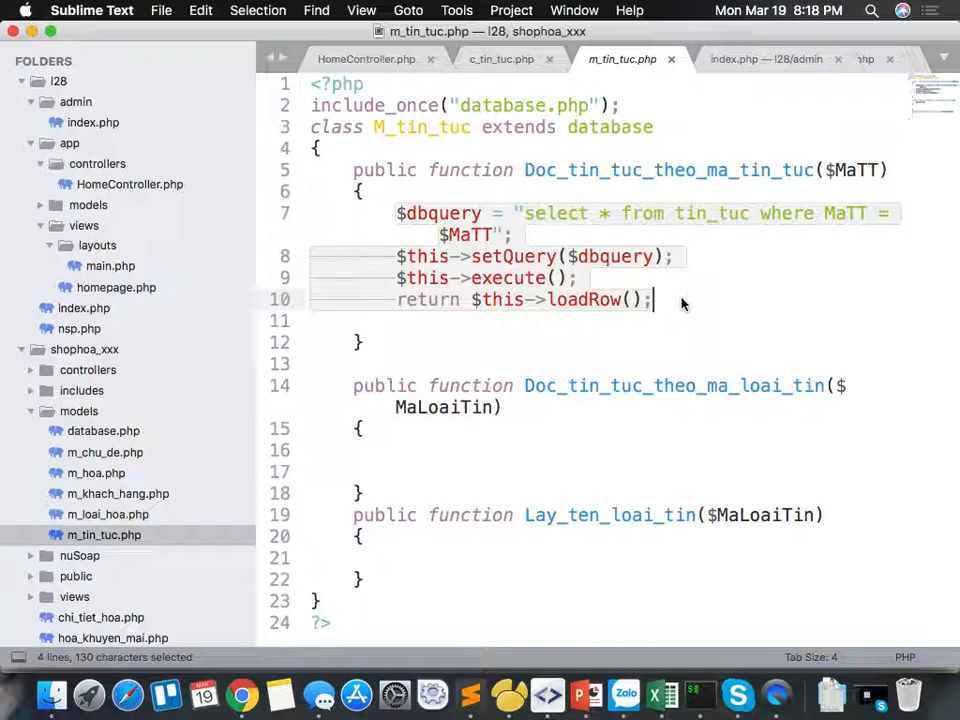 Sublime Text File Edit Selection Find Goto Tools Project Window Help Mon Mar 19 8:18 PM
m_tin_tuc.php — l28, shophoa_xxx
FOLDERS
l28
admin
index.php
app
controllers
HomeController.php
models
views
layouts
main.php
homepage.php
index.php
nsp.php
shophoa_xxx
controllers
includes
models
database.php
m_chu_de.php
m_hoa.php
m_khach_hang.php
m_loai_hoa.php
m_tin_tuc.php
nuSoap
public
views
chi_tiet_hoa.php
hoa_khuyen_mai.php
HomeController.php × c_tin_tuc.php × m_tin_tuc.php × index.php — l28/admin × php ×
1 <?php
2 include_once("database.php");
3 class M_tin_tuc extends database
4 {
5 public function Doc_tin_tuc_theo_ma_tin_tuc($MaTT)
6 {
7 $dbquery = "select * from tin_tuc where MaTT =
$MaTT";
8 $this->setQuery($dbquery);
9 $this->execute();
10 return $this->loadRow();
11
12 }
13
14 public function Doc_tin_tuc_theo_ma_loai_tin($
MaLoaiTin)
15 {
16
17
18 }
19 public function Lay_ten_loai_tin($MaLoaiTin)
20 {
21
22 }
23 }
24 ?>
4 lines, 130 characters selected Tab Size: 4 PHP
MAR
19
Zalo